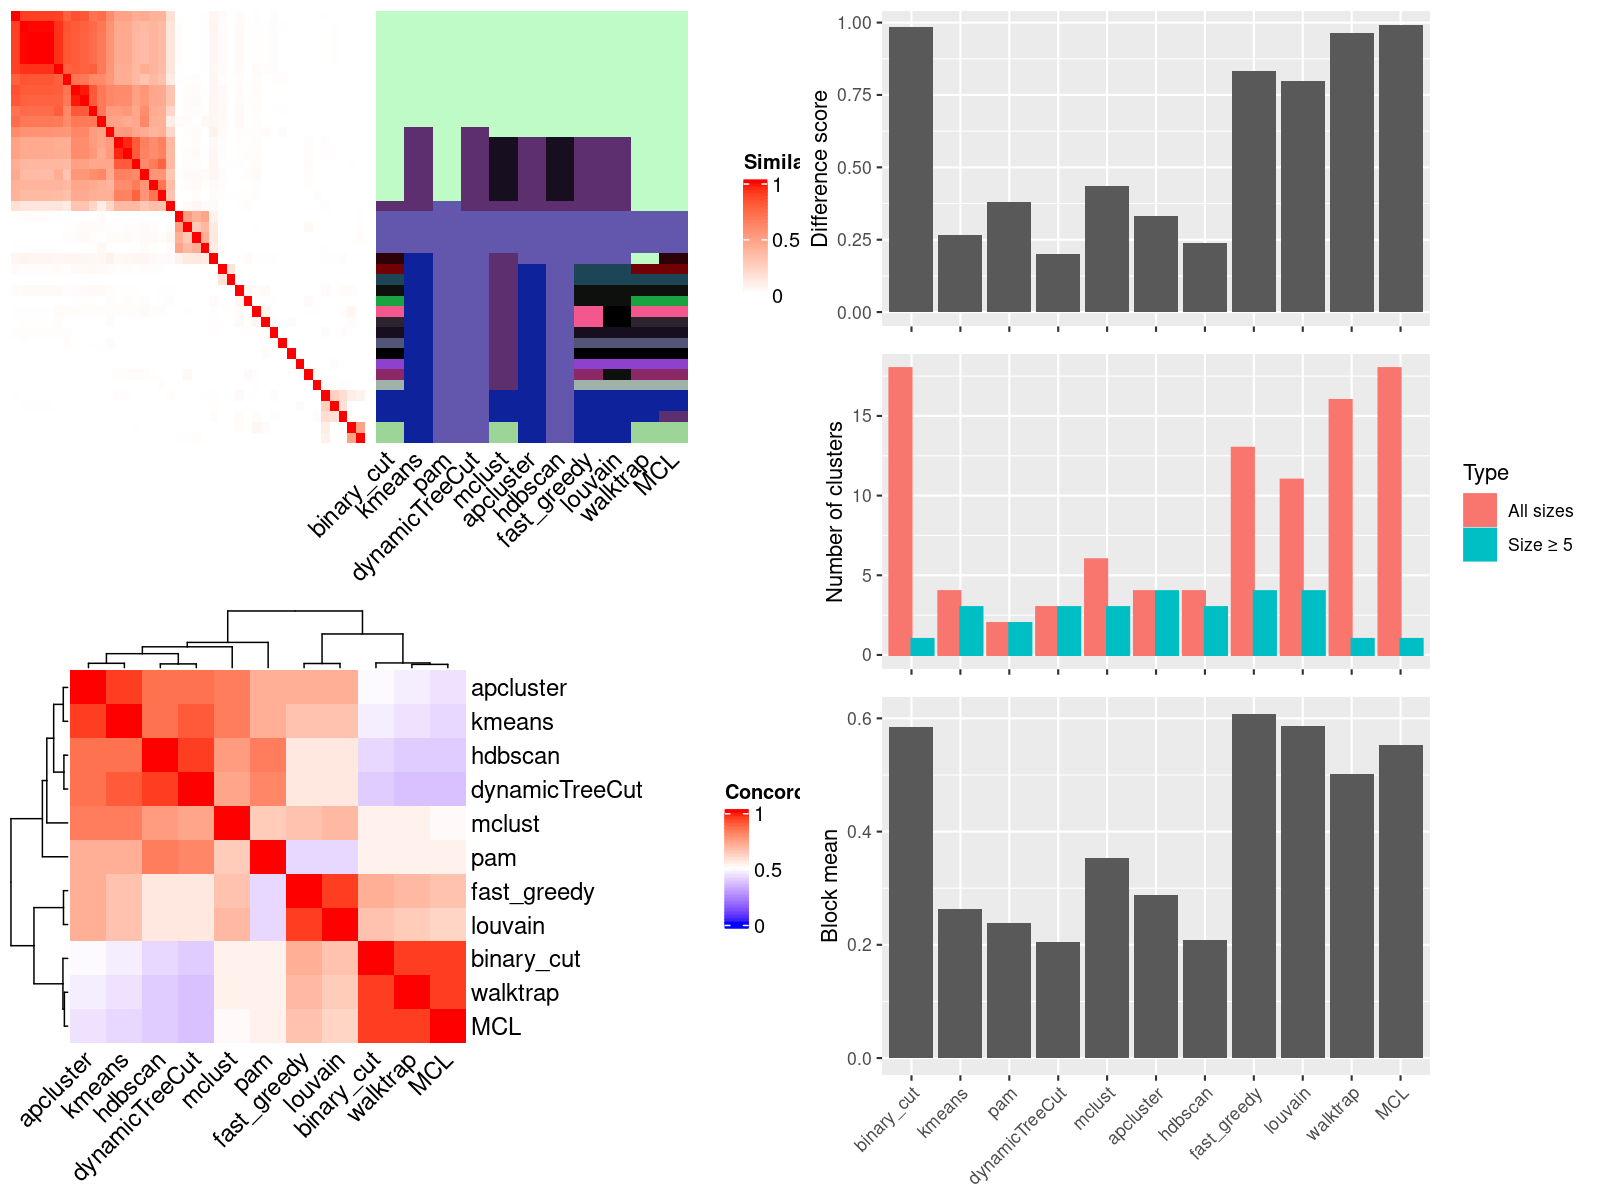 Simila
1
0.5
0
binary_cut
kmeans
pam
dynamicTreeCut
mclust
apcluster
hdbscan
fast_greedy
louvain
walktrap
MCL
apcluster
kmeans
hdbscan
dynamicTreeCut
mclust
pam
fast_greedy
louvain
binary_cut
walktrap
MCL
apcluster
kmeans
hdbscan
dynamicTreeCut
mclust
pam
fast_greedy
louvain
binary_cut
walktrap
MCL
Concord
1
0.5
0
Difference score
1.00
0.75
0.50
0.25
0.00
Number of clusters
15
10
5
0
Type
All sizes
Size ≥ 5
Block mean
0.6
0.4
0.2
0.0
binary_cut
kmeans
pam
dynamicTreeCut
mclust
apcluster
hdbscan
fast_greedy
louvain
walktrap
MCL